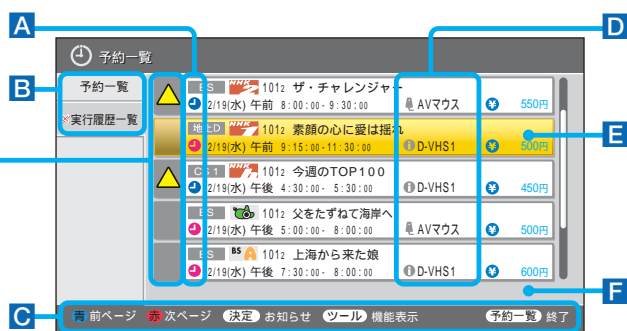 A
D
予約一覧
B
予約一覧
実行履歴一覧
BS NHK 1012 ザ・チャレンジャー
2/19(水) 午前 8:00:00- 9:30:00 AVマウス 550円
地上D NHK 1012 素顔の心に愛は揺れ
2/19(水) 午前 9:15:00-11:30:00 D-VHS1 500円
E
CS1 NHK 1012 今週のTOP100
2/19(水) 午後 4:30:00- 5:30:00 D-VHS1 450円
BS 1012 父をたずねて海岸へ
2/19(水) 午後 5:00:00- 8:00:00 AVマウス 500円
BS BS 1012 上海から来た娘
2/19(水) 午後 7:30:00- 8:00:00 D-VHS1 600円
F
C
青 前ページ 赤 次ページ 決定 お知らせ ツール 機能表示 予約一覧 終了